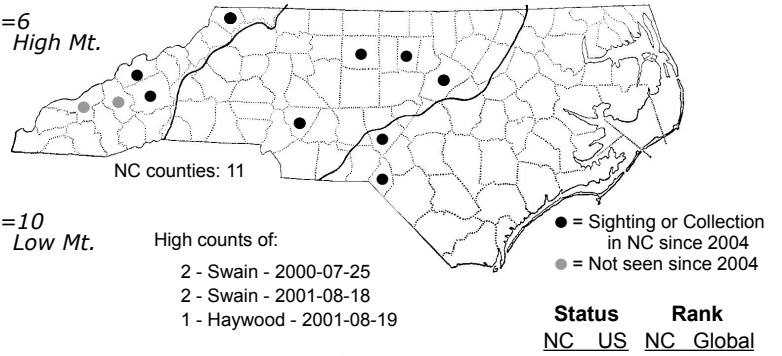 =6
High Mt.
NC counties: 11
=10
Low Mt.
High counts of:
2 - Swain - 2000-07-25
2 - Swain - 2001-08-18
1 - Haywood - 2001-08-19
● = Sighting or Collection
in NC since 2004
● = Not seen since 2004
Status Rank
NC US NC Global